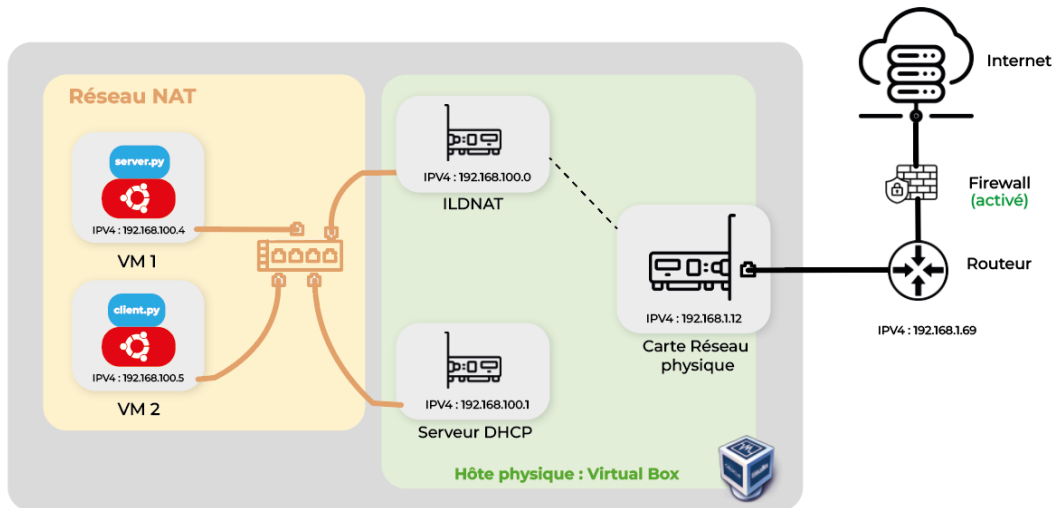 Réseau NAT
server.py
IPV4 : 192.168.100.4
VM 1
client.py
IPV4 : 192.168.100.5
VM 2
IPV4 : 192.168.100.0
ILDNAT
IPV4 : 192.168.100.1
Serveur DHCP
Hôte physique : Virtual Box
IPV4 : 192.168.1.12
Carte Réseau
physique
Internet
Firewall
(activé)
Routeur
IPV4 : 192.168.1.69